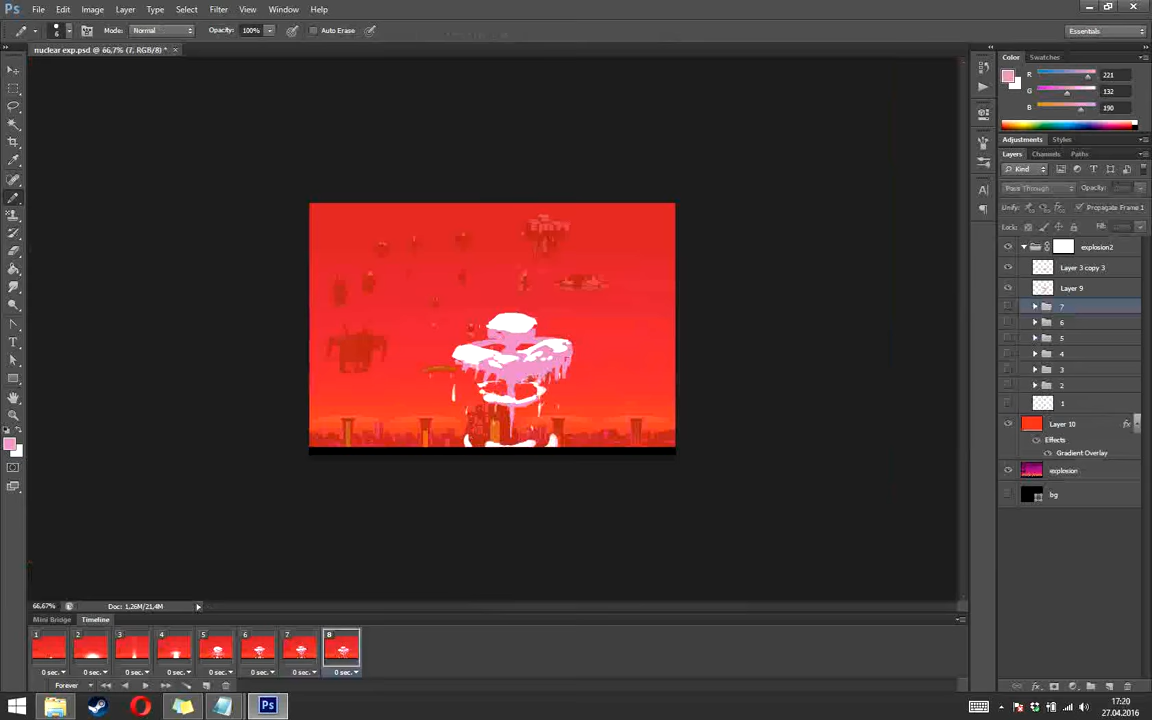 Ps File Edit Image Layer Type Select Filter View Window Help
6 Mode: Normal Opacity: 100% Auto Erase Essentials
nuclear exp.psd @ 66,7% (7, RGB/8) * ×
Color Swatches
R 221
G 132
B 190
Adjustments Styles
Layers Channels Paths
Kind
Pass Through Opacity:
Unify: Propagate Frame 1
Lock: Fill:
explosion2
Layer 3 copy 3
Layer 9
7
6
5
4
3
2
1
Layer 10 fx
Effects
Gradient Overlay
explosion
bg
66,67% Doc: 1,26M/21,4M
Mini Bridge Timeline
1 2 3 4 5 6 7 8
0 sec. 0 sec. 0 sec. 0 sec. 0 sec. 0 sec. 0 sec. 0 sec.
Forever
Ps 17:20
27.04.2016